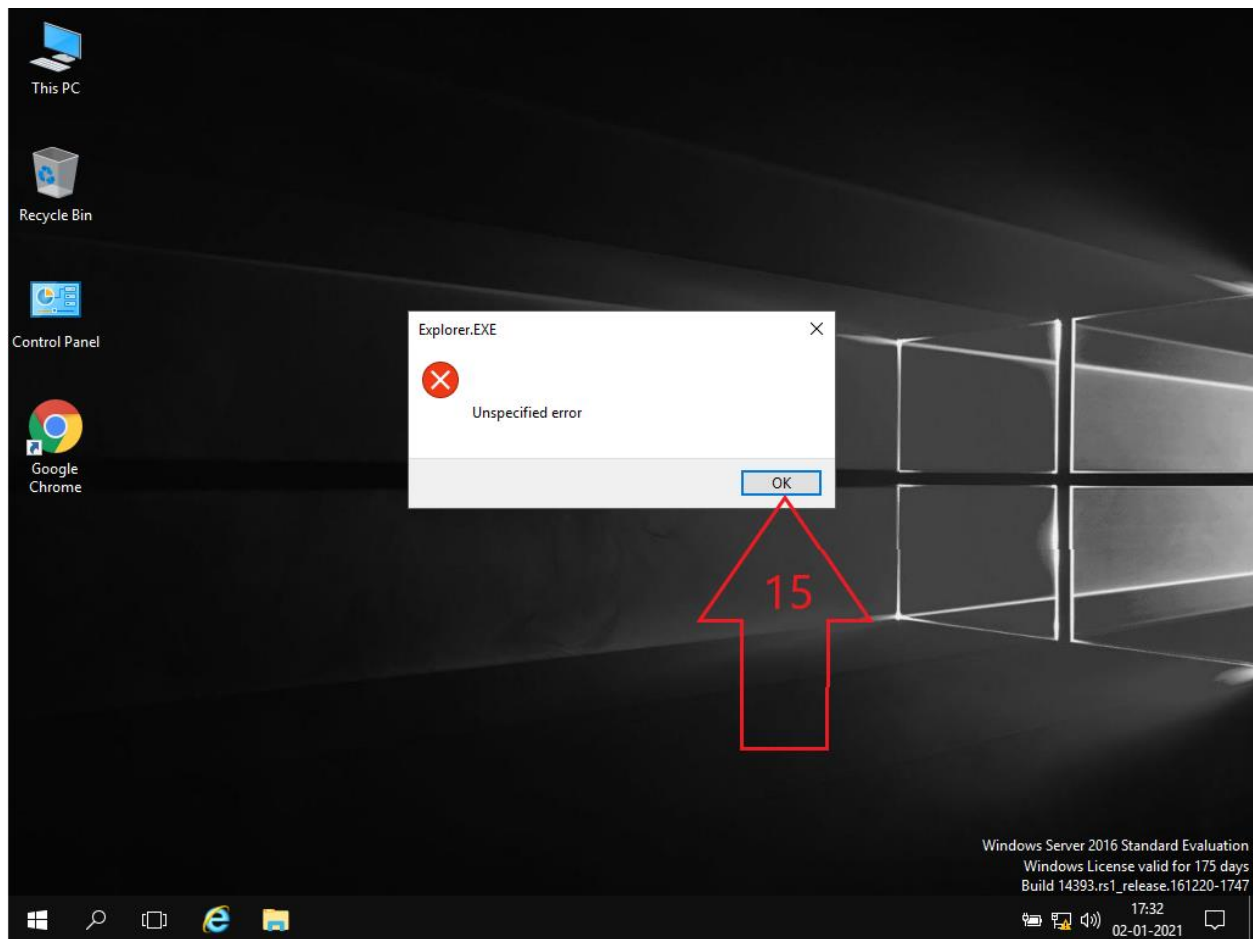 This PC
Recycle Bin
Control Panel
Google
Chrome
Explorer.EXE
Unspecified error
OK
15
Windows Server 2016 Standard Evaluation
Windows License valid for 175 days
Build 14393.rs1_release.161220-1747
17:32
02-01-2021